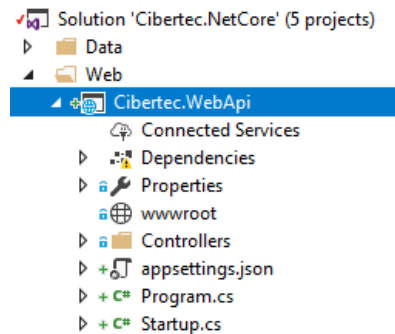 Solution 'Cibertec.NetCore' (5 projects)
Data
Web
Cibertec.WebApi
Connected Services
Dependencies
Properties
wwwroot
Controllers
appsettings.json
C# Program.cs
C# Startup.cs